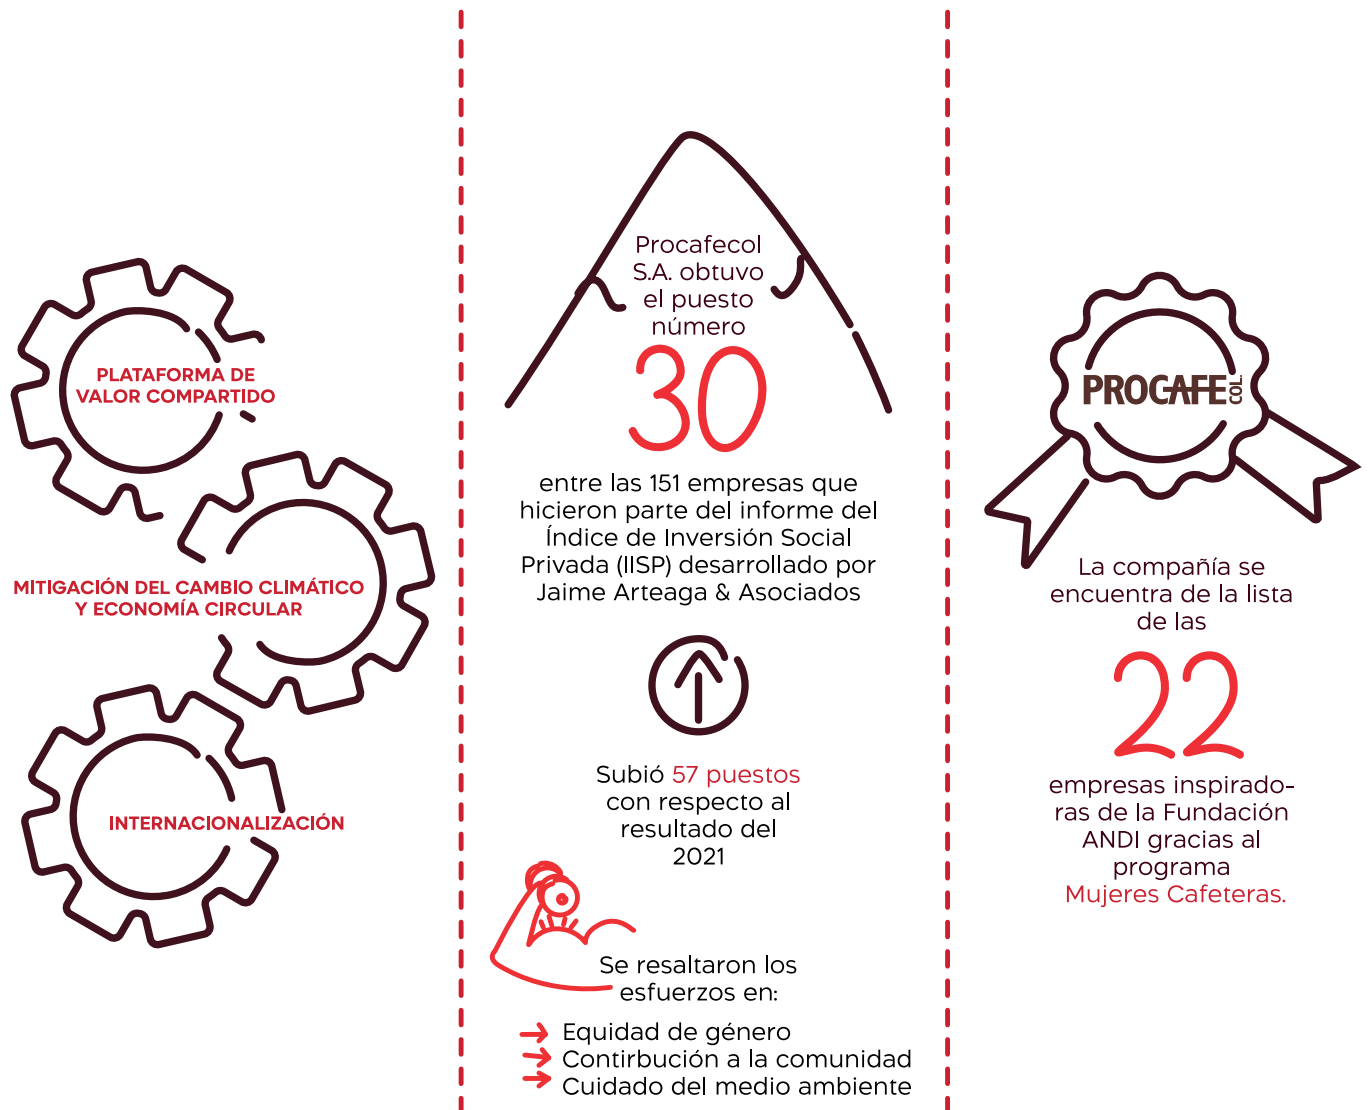 PLATAFORMA DE
VALOR COMPARTIDO
MITIGACIÓN DEL CAMBIO CLIMÁTICO
Y ECONOMÍA CIRCULAR
INTERNACIONALIZACIÓN
Procafecol
S.A. obtuvo
el puesto
número
30
entre las 151 empresas que
hicieron parte del informe del
Índice de Inversión Social
Privada (IISP) desarrollado por
Jaime Arteaga & Asociados
Subió 57 puestos
con respecto al
resultado del
2021
Se resaltaron los
esfuerzos en:
Equidad de género
Contirbución a la comunidad
Cuidado del medio ambiente
PROCAFECOL.
La compañía se
encuentra de la lista
de las
22
empresas inspirado-
ras de la Fundación
ANDI gracias al
programa
Mujeres Cafeteras.